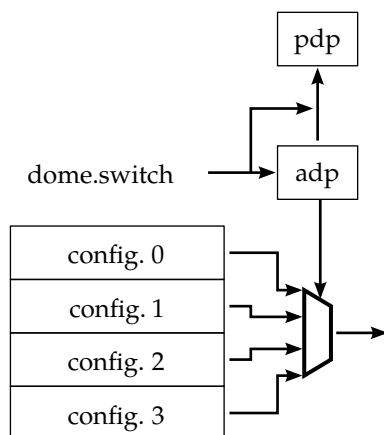 pdp
dome.switch
adp
config. 0
config. 1
config. 2
config. 3